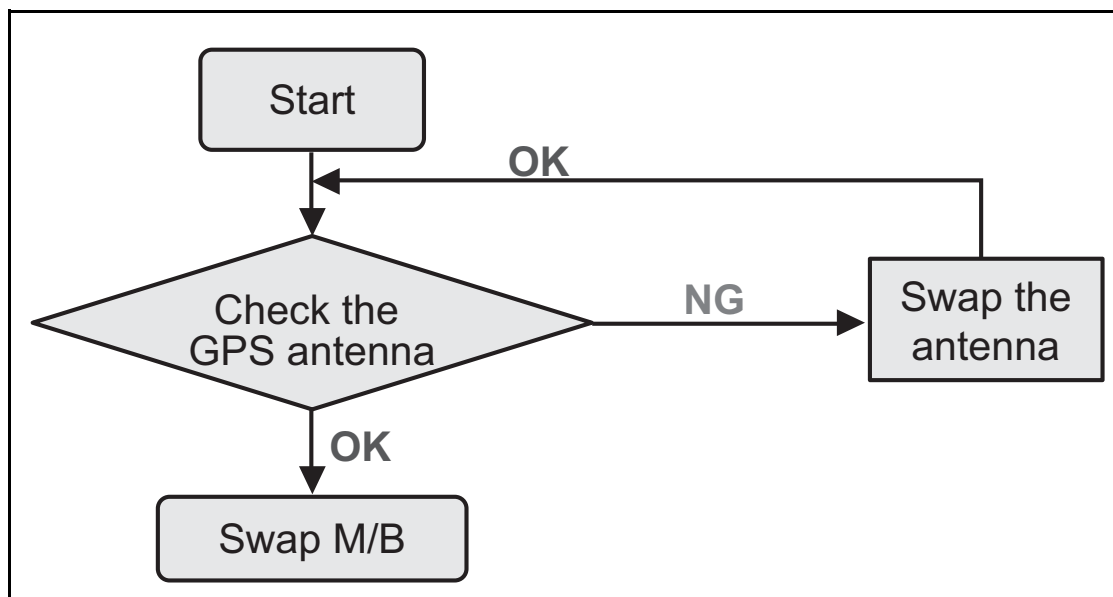 Start
OK
Check the
GPS antenna
NG
Swap the
antenna
OK
Swap M/B